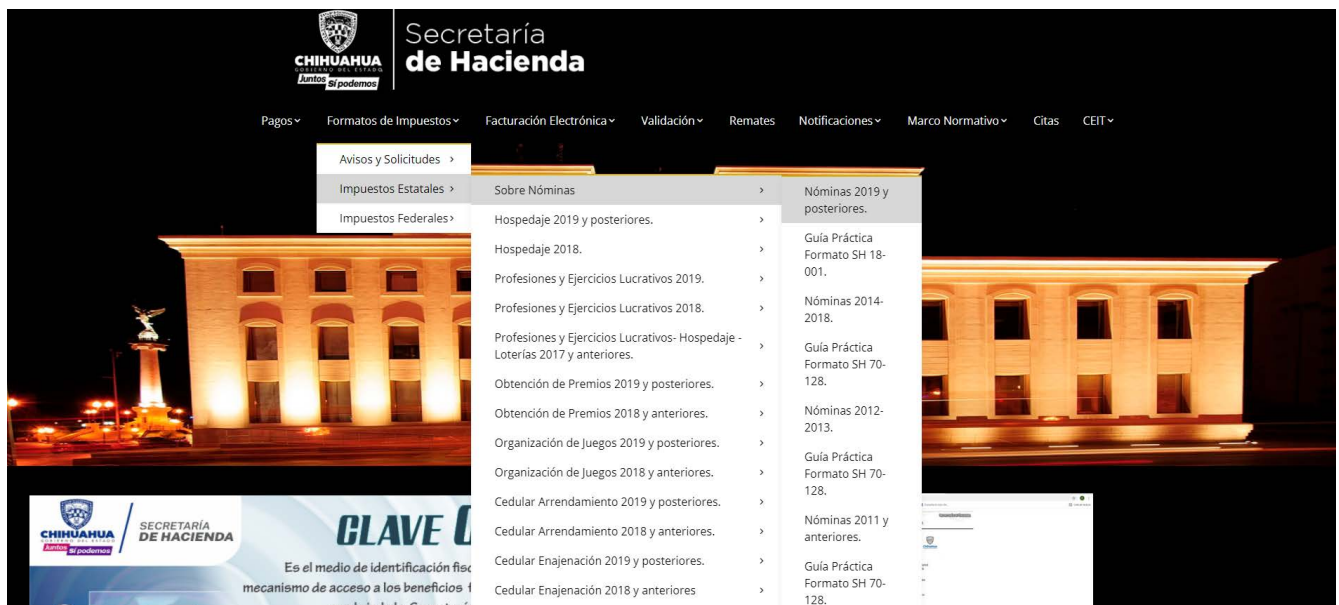 Secretaría
de Hacienda
CHIHUAHUA
GOBIERNO DEL ESTADO
Juntos
Sí podemos
Pagos Formatos de Impuestos Facturación Electrónica Validación Remates Notificaciones Marco Normativo Citas CEIT
Avisos y Solicitudes
Impuestos Estatales
Impuestos Federales
Sobre Nóminas
Hospedaje 2019 y posteriores.
Hospedaje 2018.
Profesiones y Ejercicios Lucrativos 2019.
Profesiones y Ejercicios Lucrativos 2018.
Profesiones y Ejercicios Lucrativos- Hospedaje -
Loterías 2017 y anteriores.
Obtención de Premios 2019 y posteriores.
Obtención de Premios 2018 y anteriores.
Organización de Juegos 2019 y posteriores.
Organización de Juegos 2018 y anteriores.
Cedular Arrendamiento 2019 y posteriores.
Cedular Arrendamiento 2018 y anteriores.
Cedular Enajenación 2019 y posteriores.
Cedular Enajenación 2018 y anteriores
Nóminas 2019 y
posteriores.
Guía Práctica
Formato SH 18-
001.
Nóminas 2014-
2018.
Guía Práctica
Formato SH 70-
128.
Nóminas 2012-
2013.
Guía Práctica
Formato SH 70-
128.
Nóminas 2011 y
anteriores.
Guía Práctica
Formato SH 70-
128.
CHIHUAHUA
Juntos
Sí podemos
SECRETARÍA
DE HACIENDA
CLAVE
Es el medio de identificación
mecanismo de acceso a los beneficios